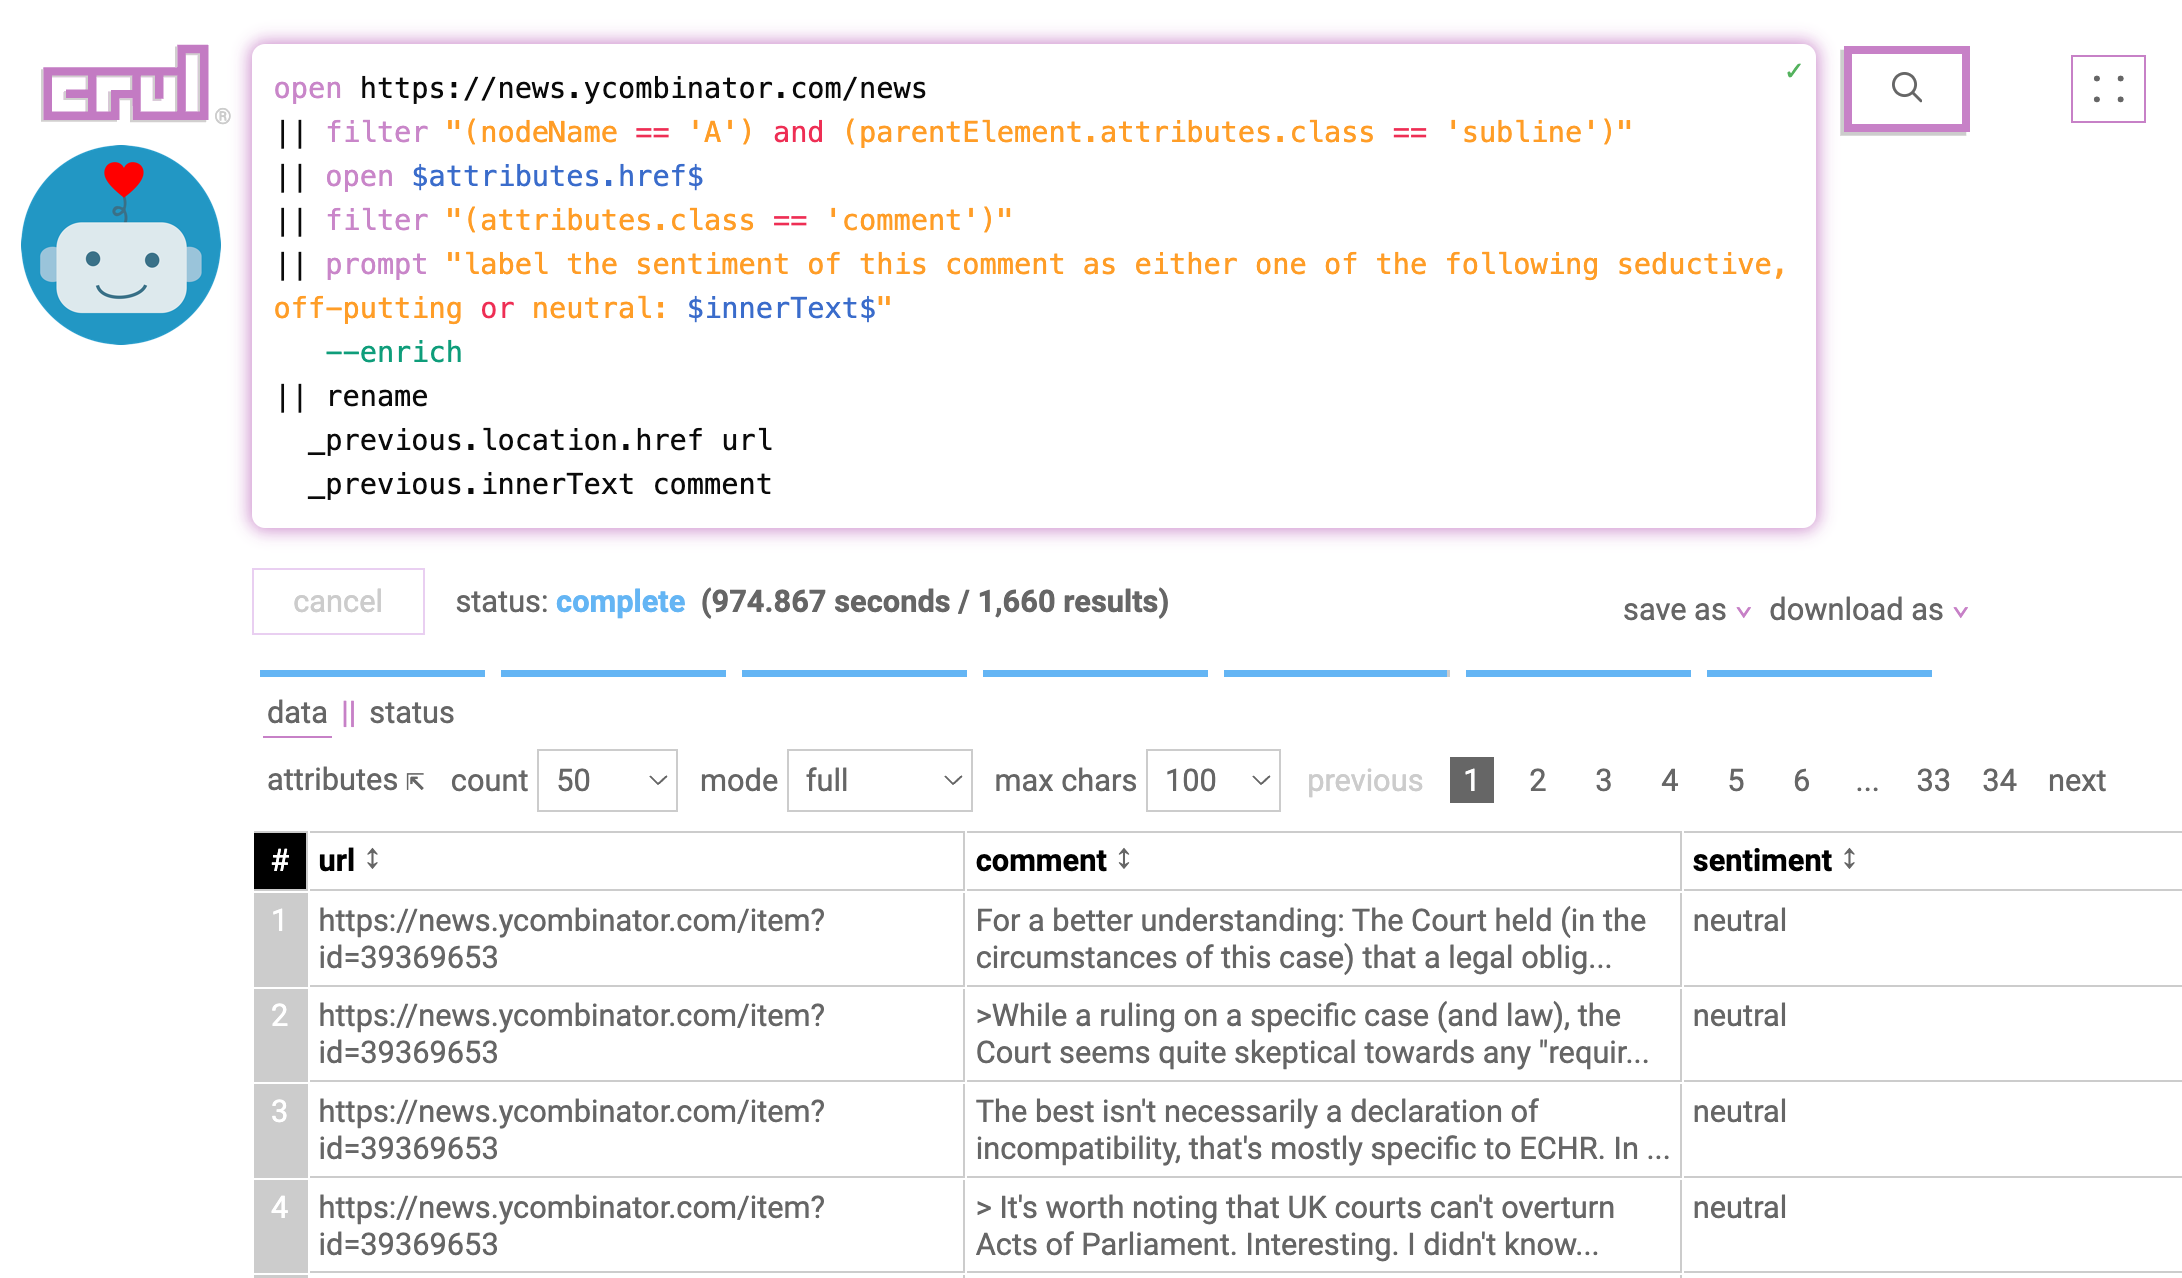 crul®
open https://news.ycombinator.com/news
|| filter "(nodeName == 'A') and (parentElement.attributes.class == 'subline')"
|| open $attributes.href$
|| filter "(attributes.class == 'comment')"
|| prompt "label the sentiment of this comment as either one of the following seductive,
off-putting or neutral: $innerText$"
--enrich
|| rename
_previous.location.href url
_previous.innerText comment
cancel status: complete (974.867 seconds / 1,660 results) save as download as
data || status
attributes count 50 mode full max chars 100 previous 1 2 3 4 5 6 ... 33 34 next
# url comment sentiment
1 https://news.ycombinator.com/item? For a better understanding: The Court held (in the neutral
id=39369653 circumstances of this case) that a legal oblig...
2 https://news.ycombinator.com/item? >While a ruling on a specific case (and law), the neutral
id=39369653 Court seems quite skeptical towards any "requir...
3 https://news.ycombinator.com/item? The best isn't necessarily a declaration of neutral
id=39369653 incompatibility, that's mostly specific to ECHR. In ...
4 https://news.ycombinator.com/item? > It's worth noting that UK courts can't overturn neutral
id=39369653 Acts of Parliament. Interesting. I didn't know...